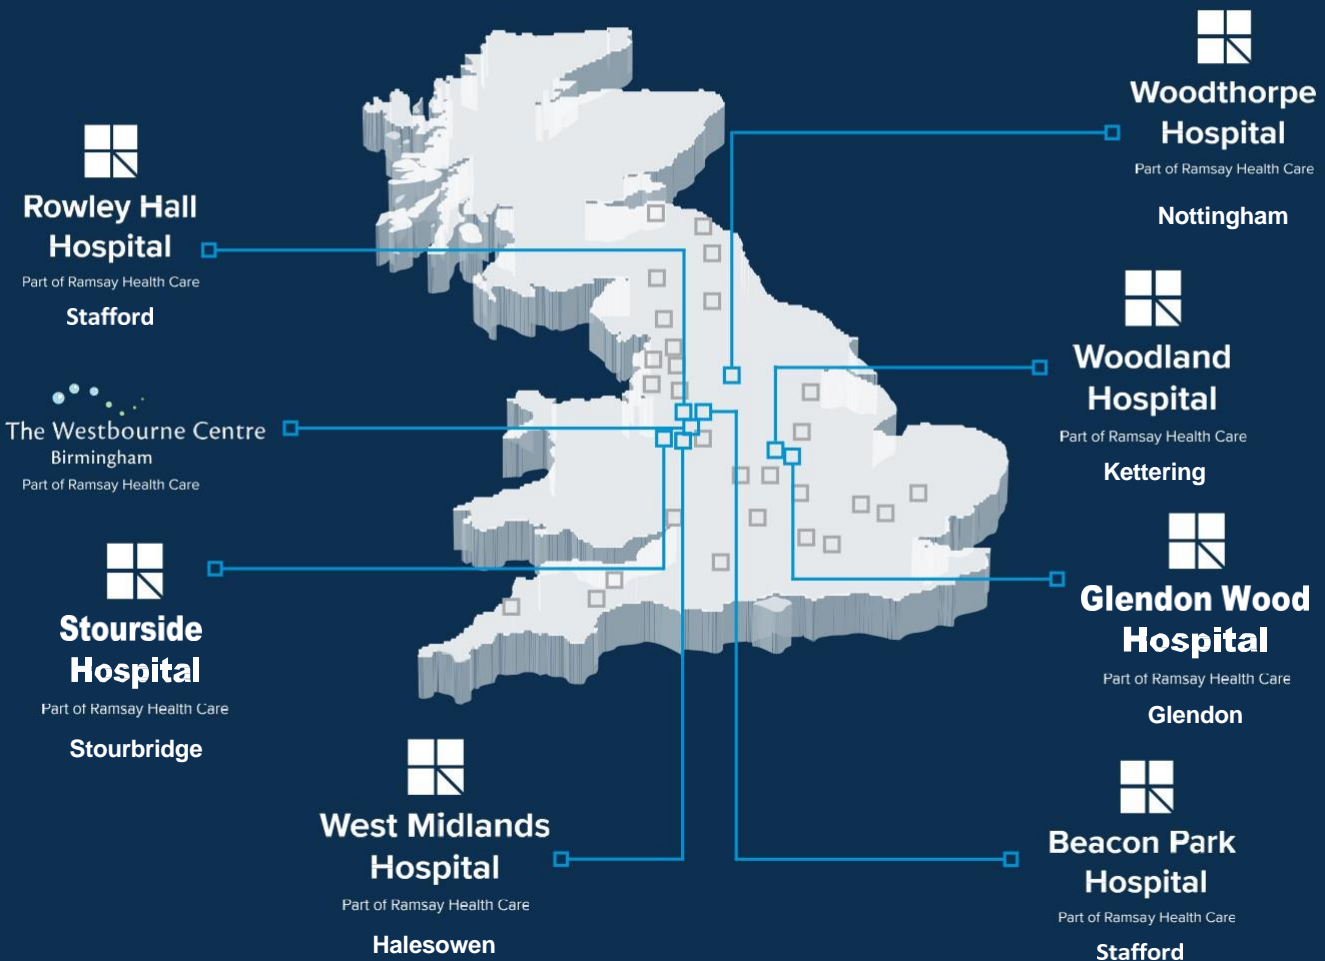 Rowley Hall
Hospital
Part of Ramsay Health Care
Stafford
The Westbourne Centre
Birmingham
Part of Ramsay Health Care
Stourside
Hospital
Part of Ramsay Health Care
Stourbridge
West Midlands
Hospital
Part of Ramsay Health Care
Halesowen
Woodthorpe
Hospital
Part of Ramsay Health Care
Nottingham
Woodland
Hospital
Part of Ramsay Health Care
Kettering
Glendon Wood
Hospital
Part of Ramsay Health Care
Glendon
Beacon Park
Hospital
Part of Ramsay Health Care
Stafford